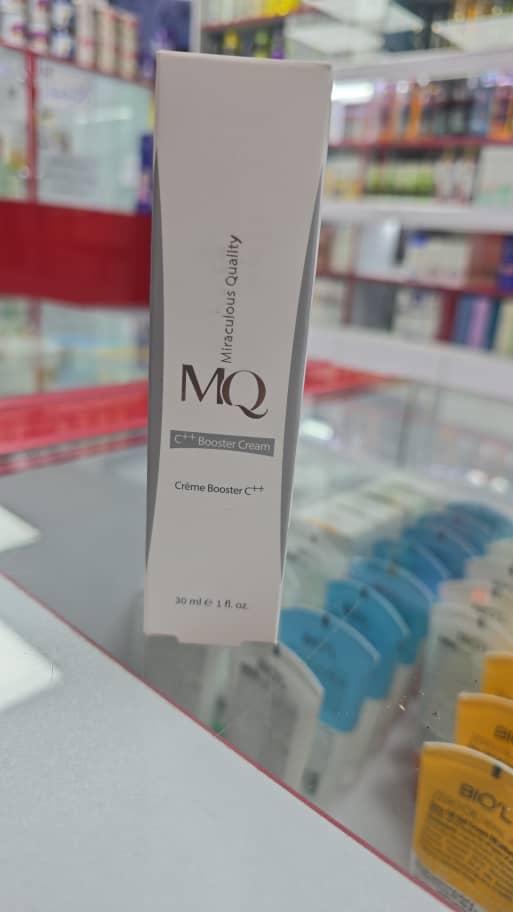 Miraculous Quality
MQ
C++ Booster Cream
Crème Booster C++
30 ml e 1 fl. oz.
BIO'L